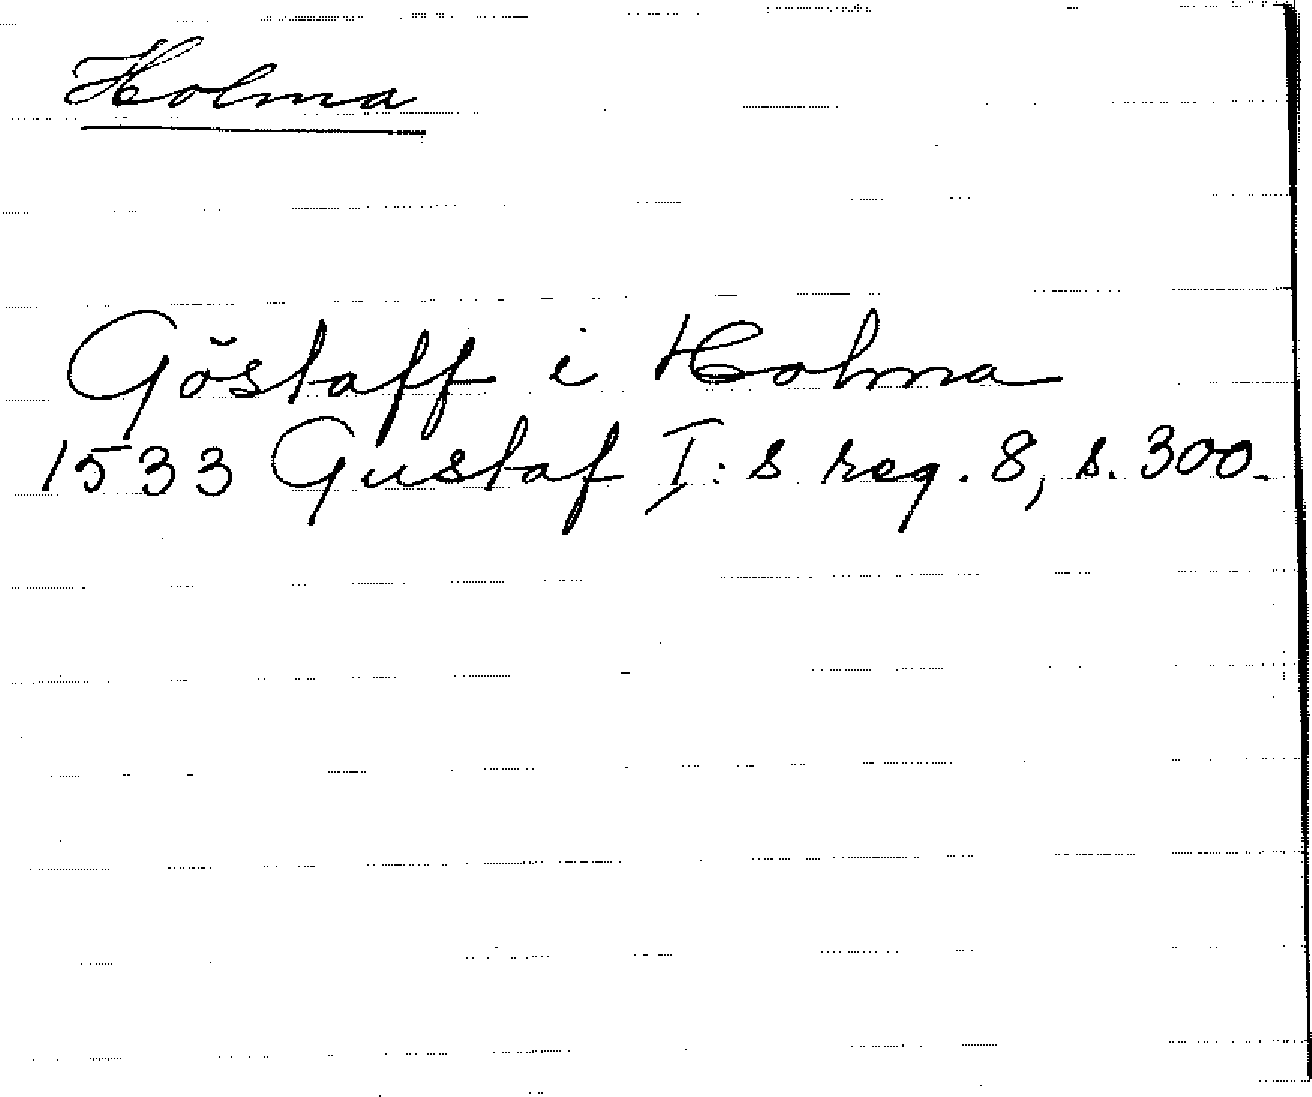 Holma
Göstaff i Holma
1533 Gustaf I:s reg. 8, s. 300.